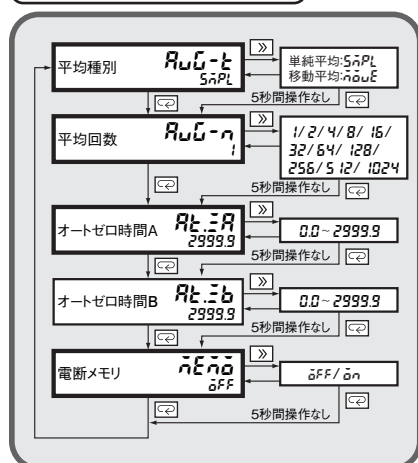 平均種別 AuG-t
SmPL
»
単純平均:SmPL
移動平均:mouE
5秒間操作なし
平均回数 AuG-n
1
»
1/2/4/8/16/
32/64/128/
256/512/1024
5秒間操作なし
オートゼロ時間A At.ZA
2999.9
»
0.0~2999.9
5秒間操作なし
オートゼロ時間B At.Zb
2999.9
»
0.0~2999.9
5秒間操作なし
電断メモリ mEmo
oFF
»
oFF/on
5秒間操作なし